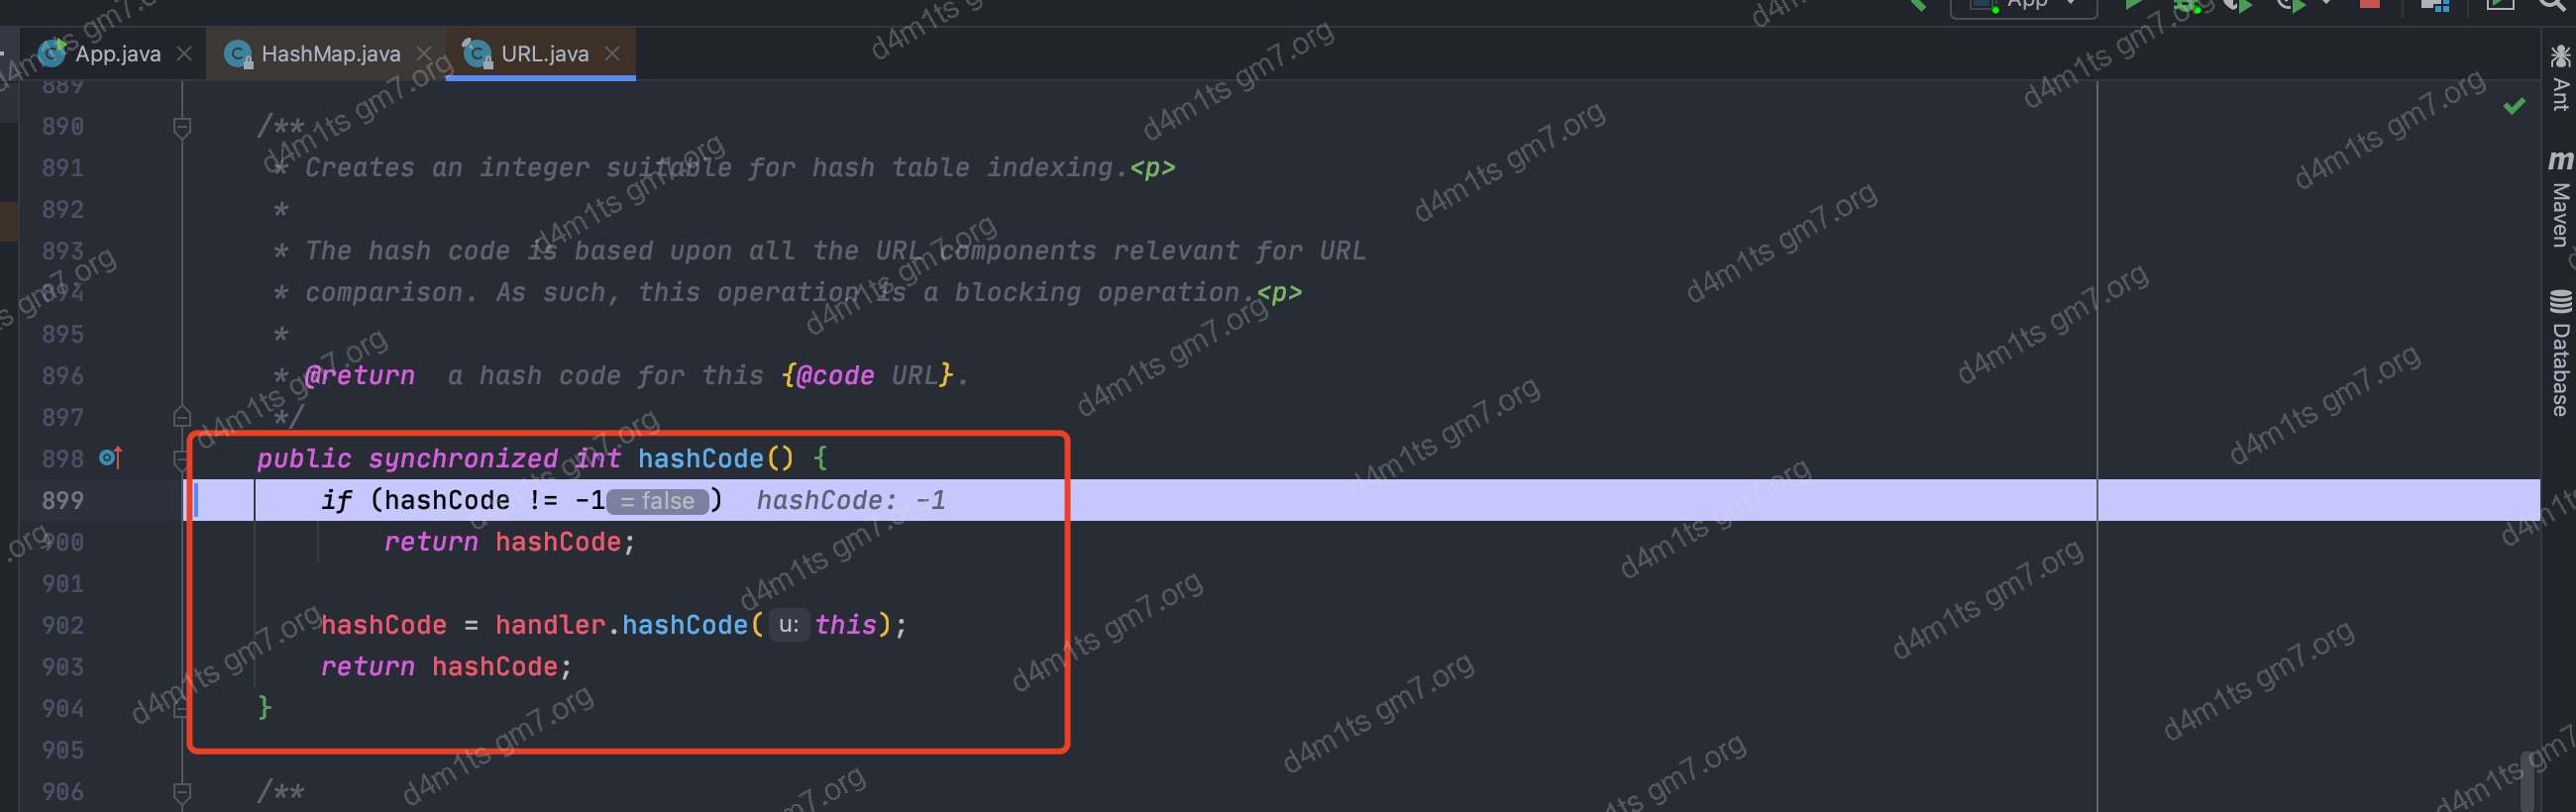 App
App.java
HashMap.java
URL.java
889
890 /**
891 * Creates an integer suitable for hash table indexing.<p>
892 *
893 * The hash code is based upon all the URL components relevant for URL
894 * comparison. As such, this operation is a blocking operation.<p>
895 *
896 * @return a hash code for this {@code URL}.
897 */
898 public synchronized int hashCode() {
899 if (hashCode != -1 = false ) hashCode: -1
900 return hashCode;
901
902 hashCode = handler.hashCode( u: this);
903 return hashCode;
904 }
905
906 /**
Ant
m Maven
Database
d4m1ts gm7.org